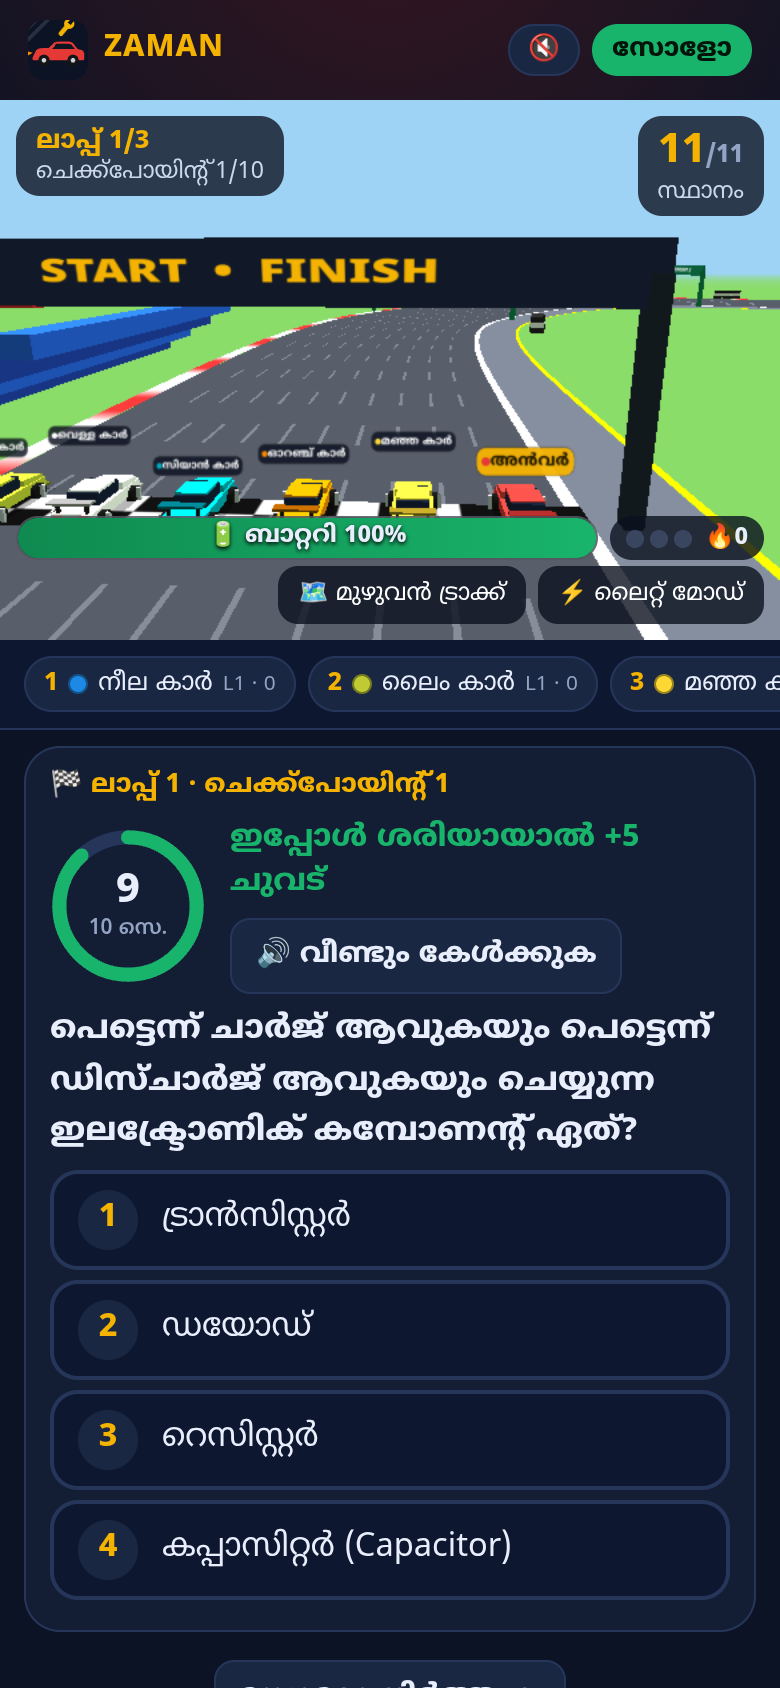 ZAMAN
സോളോ
ലാപ്പ് 1/3
ചെക്ക്പോയിന്റ് 1/10
11/11
സ്ഥാനം
START • FINISH
കാർ
വെള്ള കാർ
സിയാൻ കാർ
ഓറഞ്ച് കാർ
മഞ്ഞ കാർ
അൻവർ
ബാറ്ററി 100%
0
മുഴുവൻ ട്രാക്ക്
ലൈറ്റ് മോഡ്
1 നീല കാർ L1 · 0
2 ലൈം കാർ L1 · 0
3 മഞ്ഞ
ലാപ്പ് 1 · ചെക്ക്പോയിന്റ് 1
ഇപ്പോൾ ശരിയായാൽ +5
ചുവട്
9
10 സെ.
വീണ്ടും കേൾക്കുക
പെട്ടെന്ന് ചാർജ് ആവുകയും പെട്ടെന്ന്
ഡിസ്ചാർജ് ആവുകയും ചെയ്യുന്ന
ഇലക്ട്രോണിക് കമ്പോണന്റ് ഏത്?
1 ട്രാൻസിസ്റ്റർ
2 ഡയോഡ്
3 റെസിസ്റ്റർ
4 കപ്പാസിറ്റർ (Capacitor)